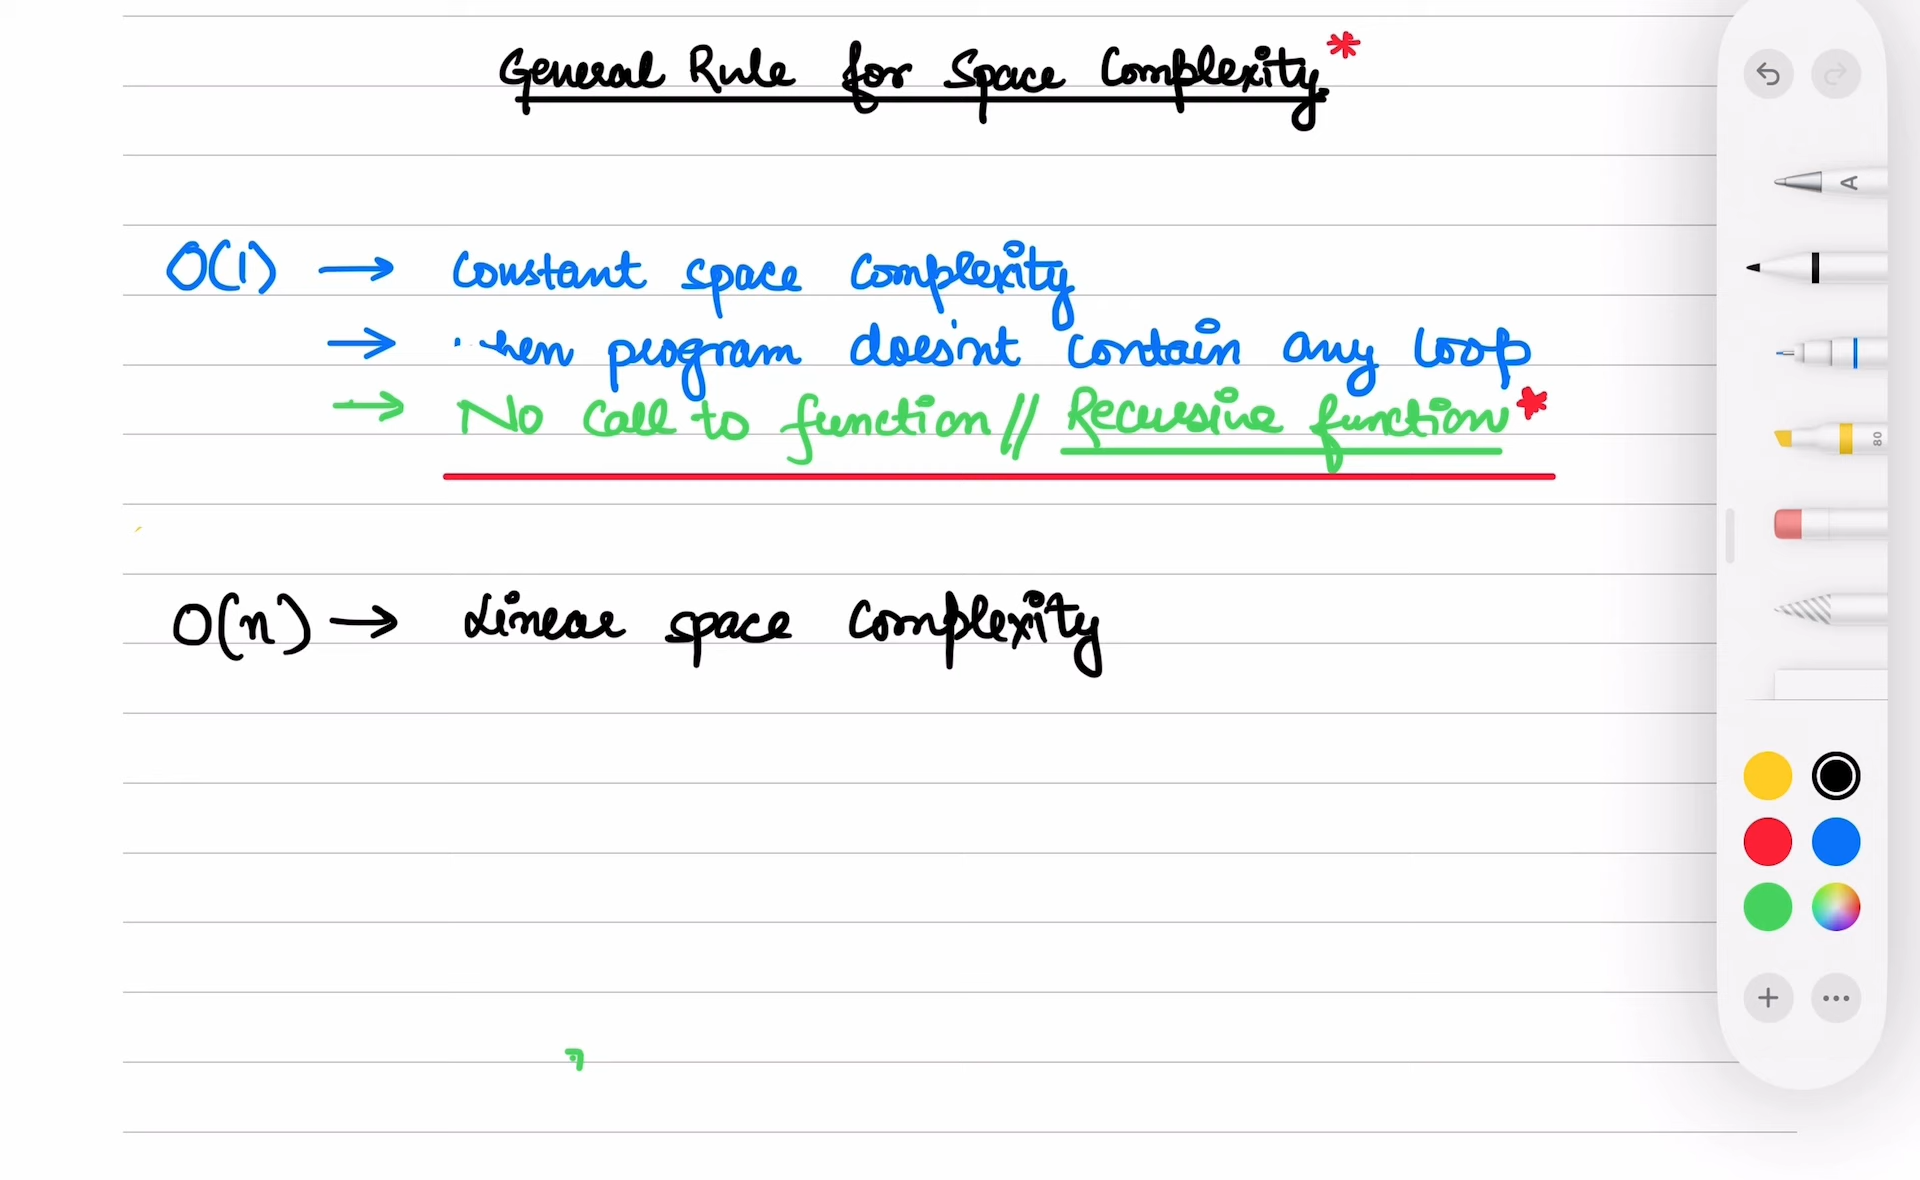 General Rule for Space Complexity. *
O(1) → Constant space complexity
→ when program doesn't contain any loop
→ No call to function // Recursive function *
O(n) → Linear space complexity
A
80